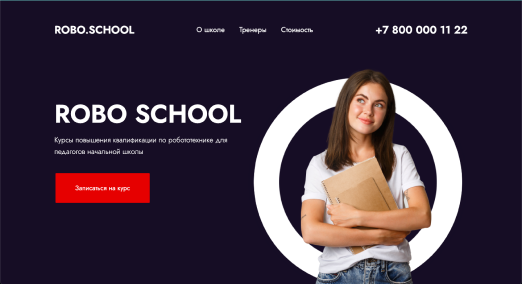 ROBO.SCHOOL
О школе Тренеры Стоимость
+7 800 000 11 22
ROBO SCHOOL
Курсы повышения квалификации по робототехнике для
педагогов начальной школы
Записаться на курс